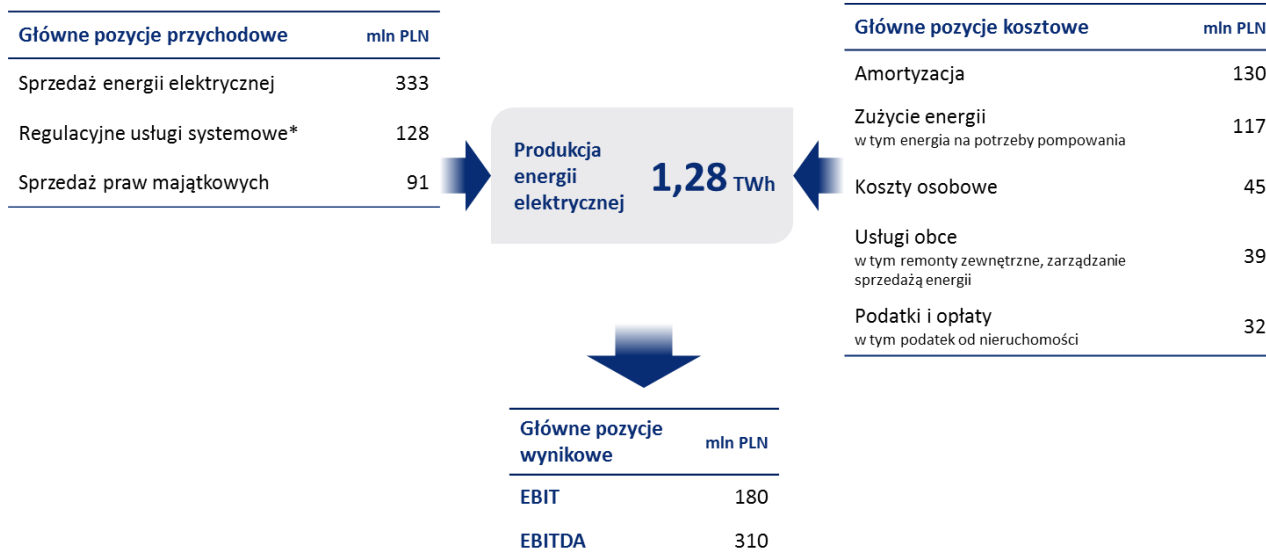 Główne pozycje przychodowe mln PLN
Sprzedaż energii elektrycznej 333
Regulacyjne usługi systemowe* 128
Sprzedaż praw majątkowych 91
Produkcja
energii
elektrycznej
1,28 TWh
Główne pozycje kosztowe mln PLN
Amortyzacja 130
Zużycie energii
w tym energia na potrzeby pompowania
117
Koszty osobowe 45
Usługi obce
w tym remonty zewnętrzne, zarządzanie
sprzedażą energii
39
Podatki i opłaty
w tym podatek od nieruchomości
32
Główne pozycje
wynikowe
mln PLN
EBIT 180
EBITDA 310